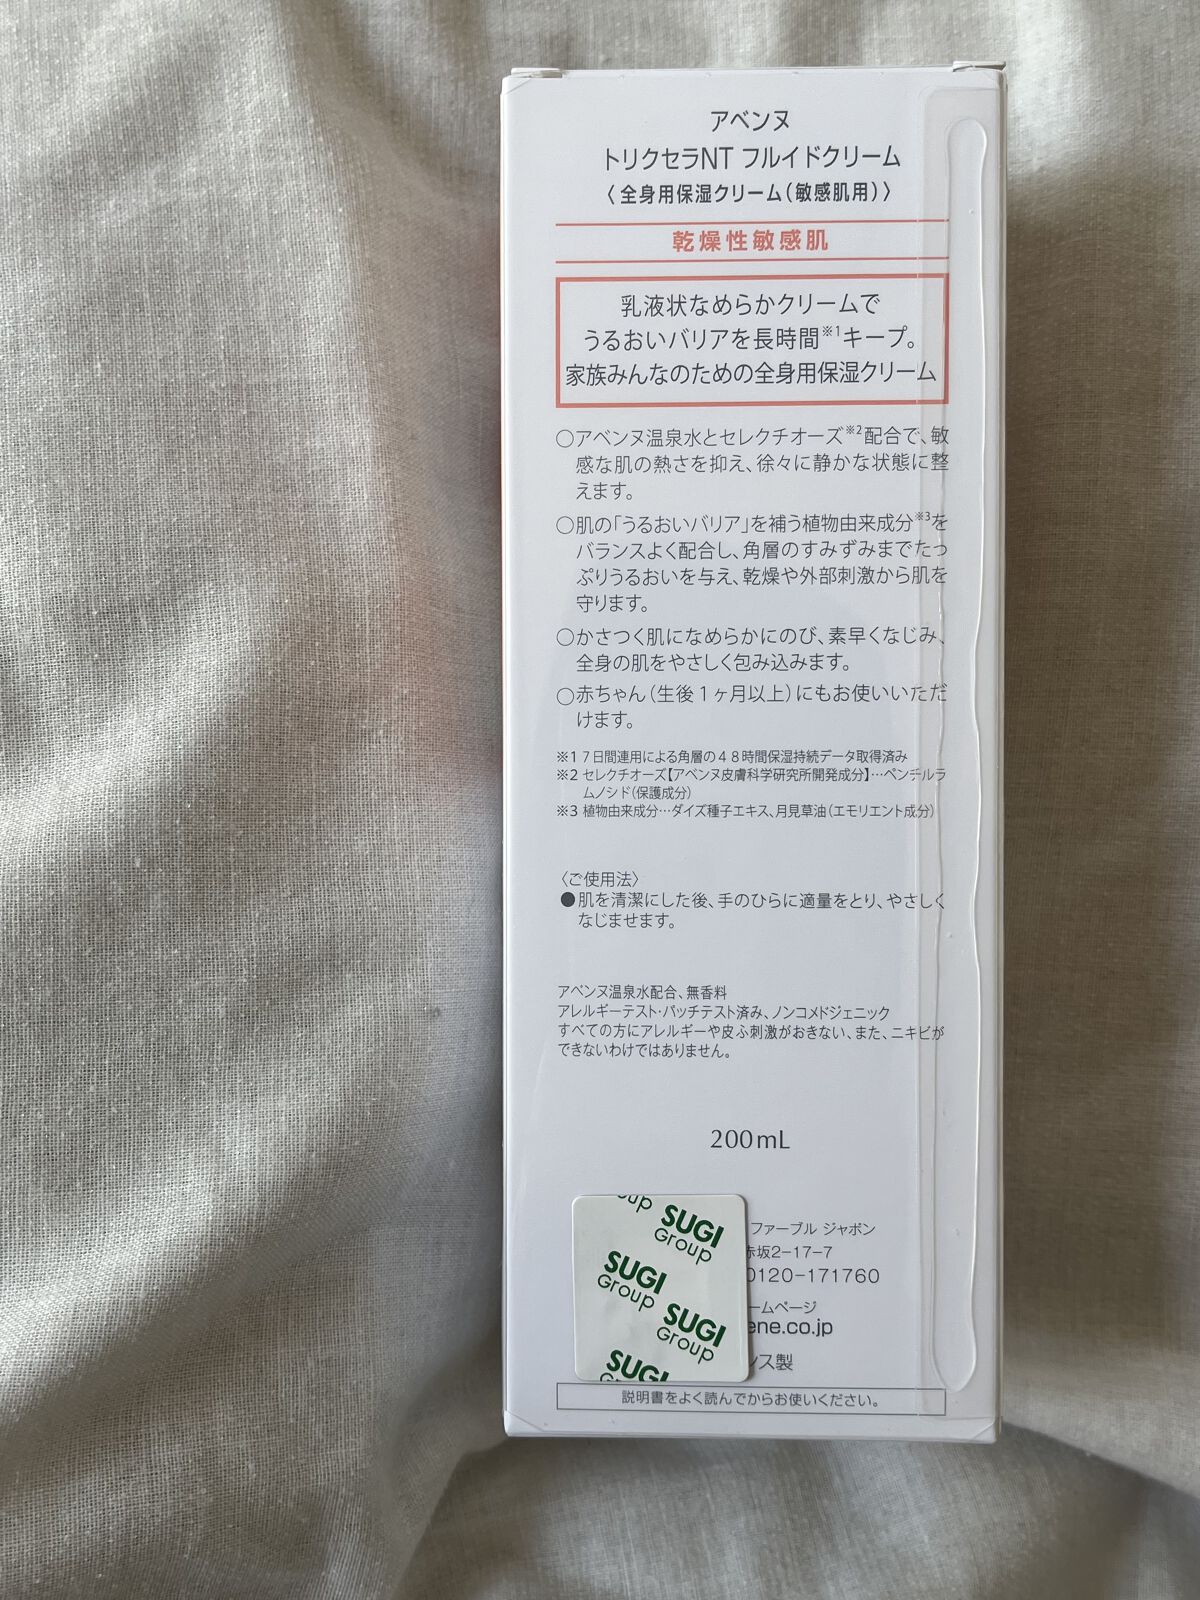 アベンヌ
トリクセラNT フルイドクリーム
〈全身用保湿クリーム(敏感肌用)〉
乾燥性敏感肌
乳液状なめらかクリームで
うるおいバリアを長時間※1キープ。
家族みんなのための全身用保湿クリーム
○アベンヌ温泉水とセレクチオーズ※2配合で、敏
感な肌の熱さを抑え、徐々に静かな状態に整
えます。
○肌の「うるおいバリア」を補う植物由来成分※3を
バランスよく配合し、角層のすみずみまでたっ
ぷりうるおいを与え、乾燥や外部刺激から肌を
守ります。
○かさつく肌になめらかにのび、素早くなじみ、
全身の肌をやさしく包み込みます。
○赤ちゃん(生後1ヶ月以上)にもお使いいただ
けます。
※1 7日間連用による角層の48時間保湿持続データ取得済み
※2 セレクチオーズ【アベンヌ皮膚科学研究所開発成分】…ペンチルラ
ムノシド(保護成分)
※3 植物由来成分…ダイズ種子エキス、月見草油(エモリエント成分)
〈ご使用法〉
●肌を清潔にした後、手のひらに適量をとり、やさしく
なじませます。
アベンヌ温泉水配合、無香料
アレルギーテスト・パッチテスト済み、ノンコメドジェニック
すべての方にアレルギーや皮ふ刺激がおきない、また、ニキビが
できないわけではありません。
200mL
ファーブル ジャポン
赤坂2-17-7
0120-171760
ームページ
ene.co.jp
ンス製
SUGI
Group
SUGI
Group
SUGI
Group
SUGI
説明書をよく読んでからお使いください。